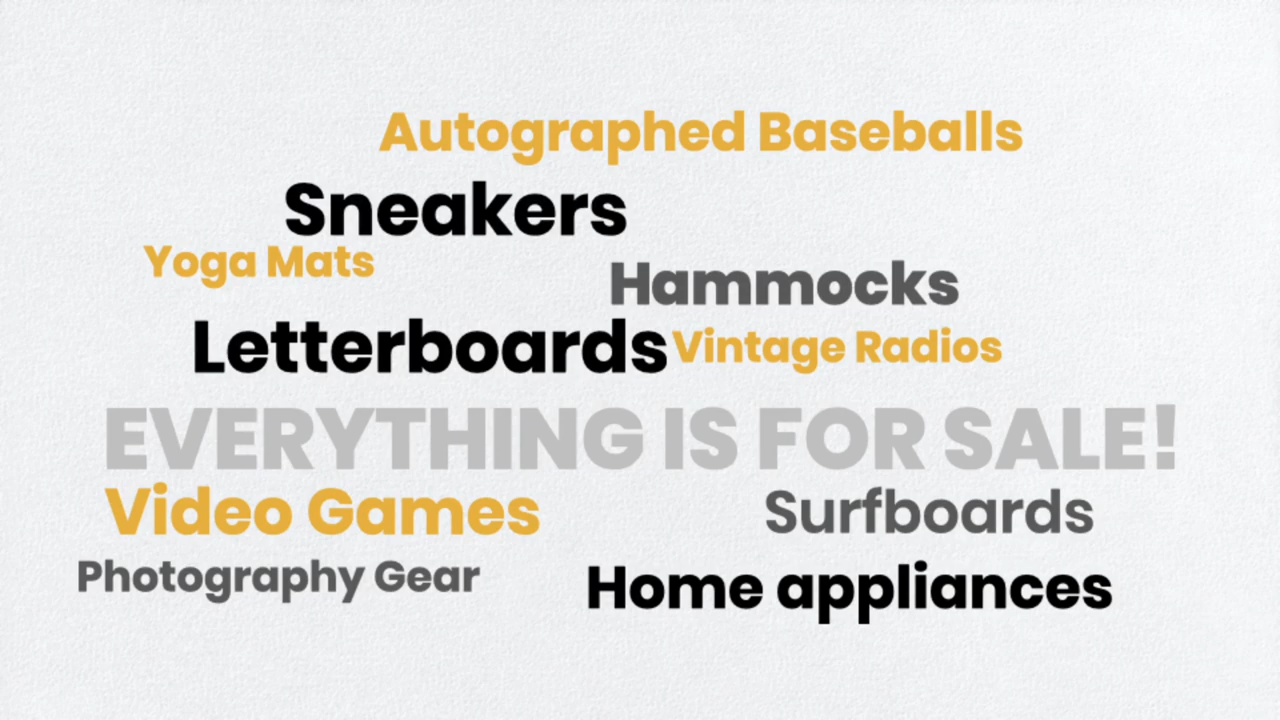 Autographed Baseballs
Sneakers
Yoga Mats
Hammocks
Letterboards
Vintage Radios
EVERYTHING IS FOR SALE!
Video Games
Surfboards
Photography Gear
Home appliances